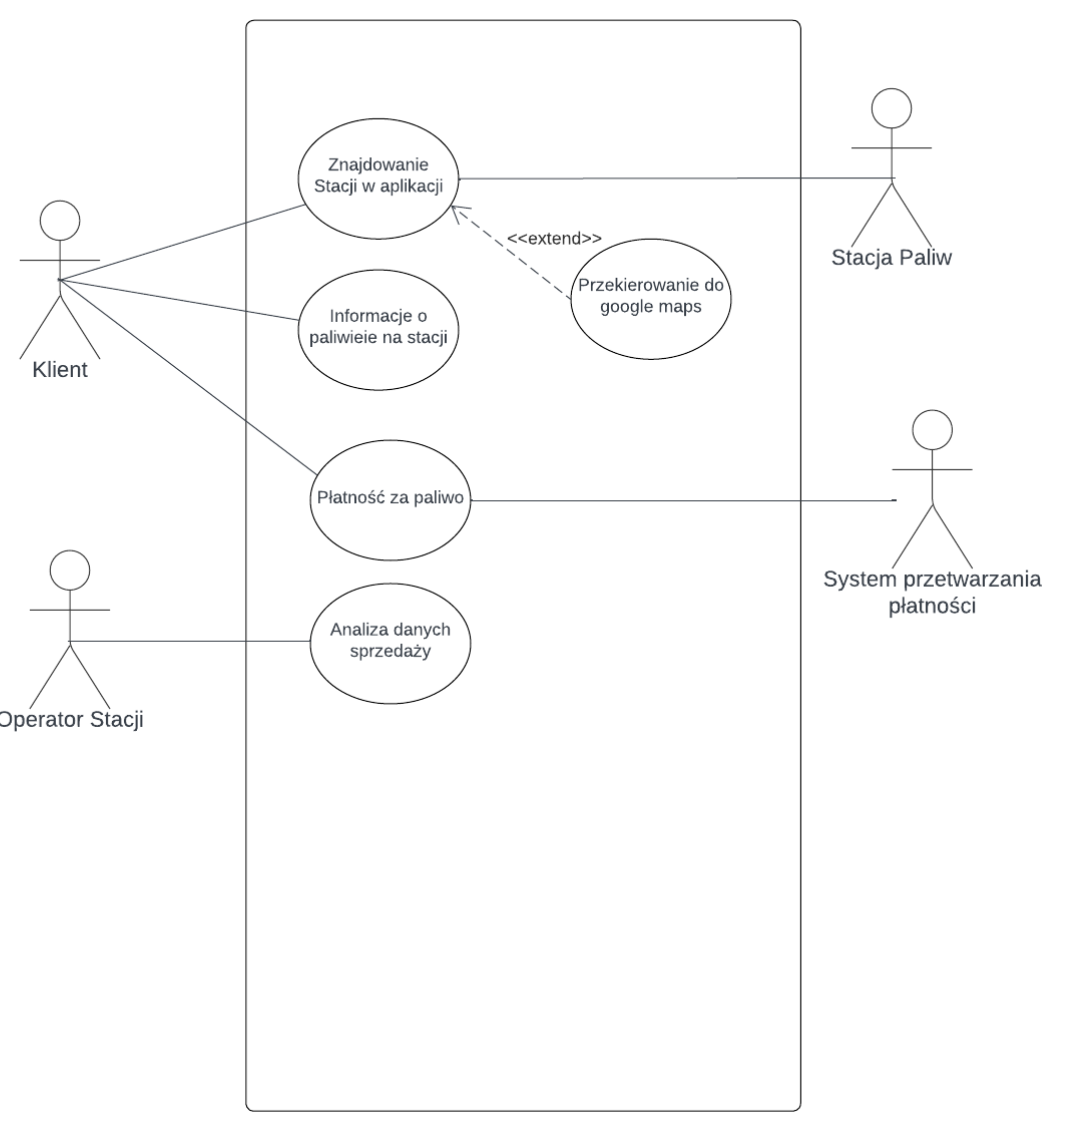 Znajdowanie
Stacji w aplikacji
<<extend>>
Stacja Paliw
Przekierowanie do
google maps
Informacje o
paliwieie na stacji
Klient
Płatność za paliwo
System przetwarzania
płatności
Analiza danych
sprzedaży
Operator Stacji